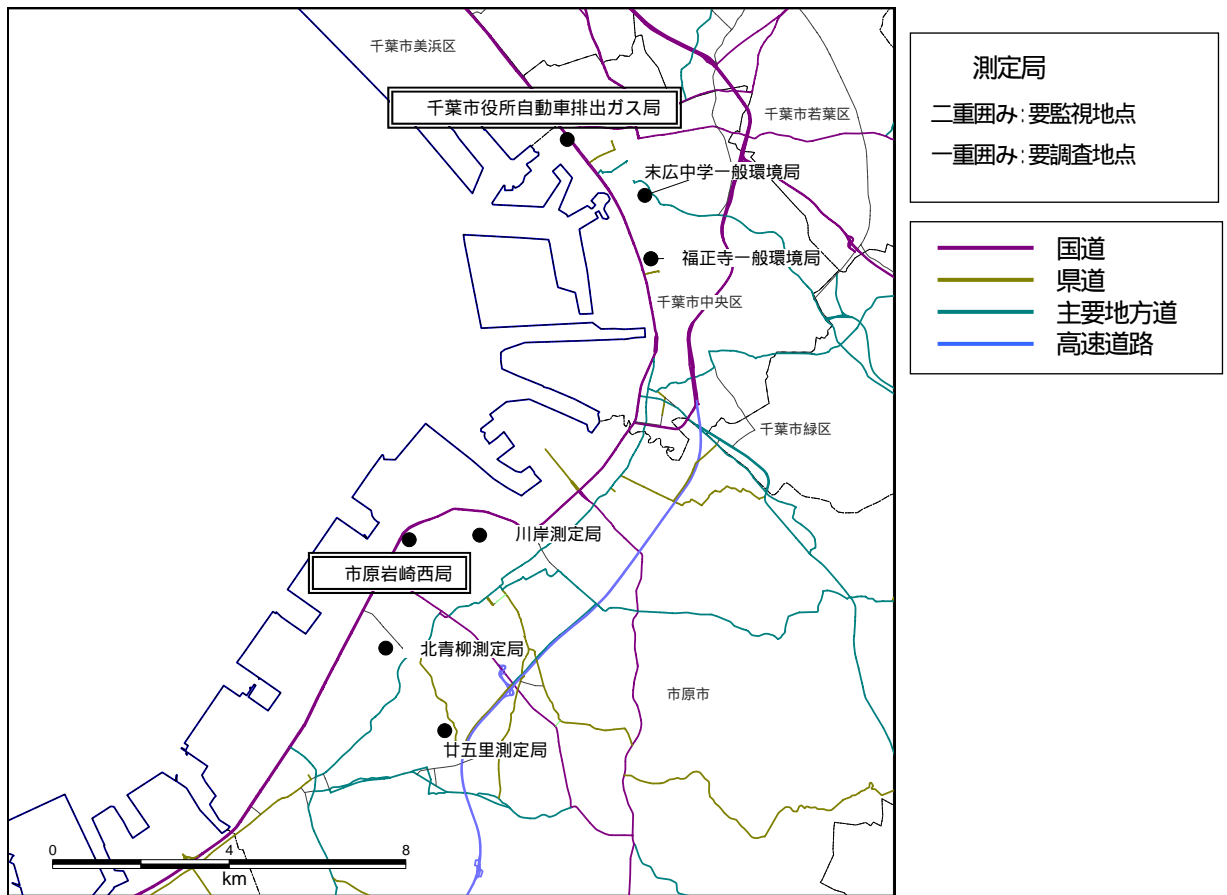 千葉市美浜区
千葉市役所自動車排出ガス局
千葉市若葉区
末広中学一般環境局
福正寺一般環境局
千葉市中央区
千葉市緑区
川岸測定局
市原岩崎西局
北青柳測定局
市原市
廿五里測定局
0 4 8
km
測定局
二重囲み:要監視地点
一重囲み:要調査地点
国道
県道
主要地方道
高速道路